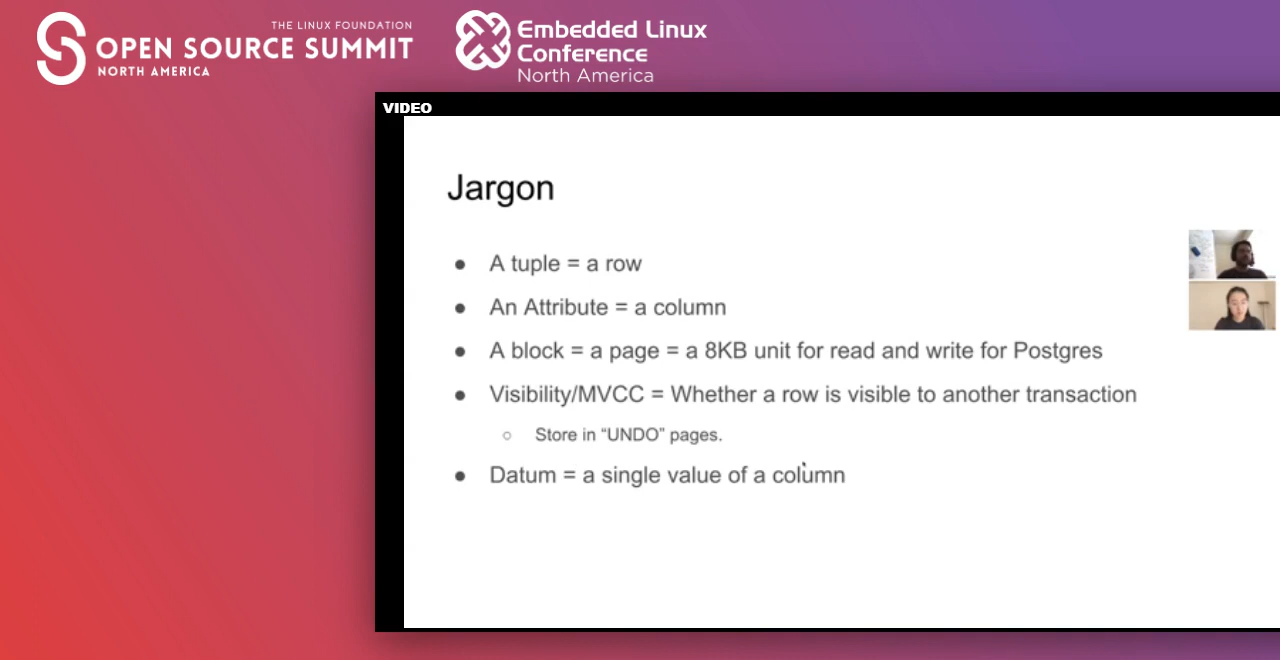 THE LINUX FOUNDATION
OPEN SOURCE SUMMIT
NORTH AMERICA
Embedded Linux
Conference
North America
VIDEO
Jargon
● A tuple = a row
● An Attribute = a column
● A block = a page = a 8KB unit for read and write for Postgres
● Visibility/MVCC = Whether a row is visible to another transaction
○ Store in “UNDO” pages.
● Datum = a single value of a column